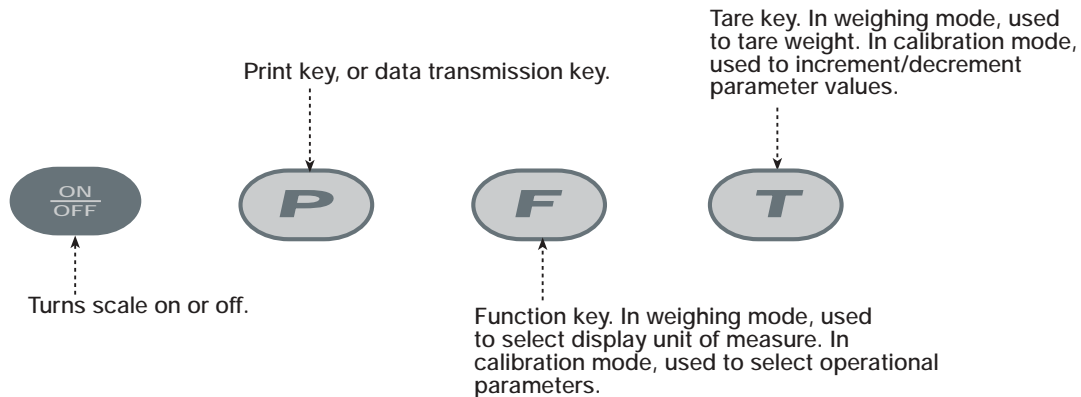 Tare key. In weighing mode, used
to tare weight. In calibration mode,
used to increment/decrement
parameter values.
Print key, or data transmission key.
ON
OFF
P
F
T
Turns scale on or off.
Function key. In weighing mode, used
to select display unit of measure. In
calibration mode, used to select operational
parameters.